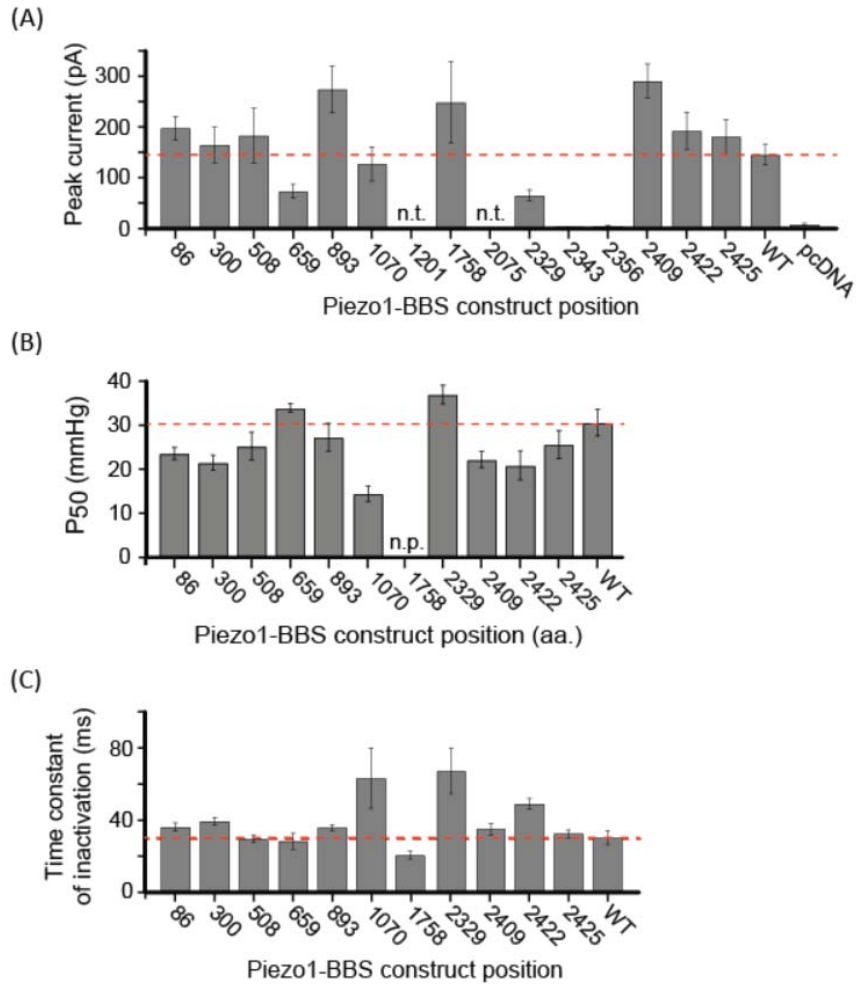 (A)
Peak current (pA)
300
200
100
0
n.t.
n.t.
86
300
508
659
893
1070
1201
1758
2075
2329
2343
2356
2409
2422
2425
WT
pcDNA
Piezo1-BBS construct position
(B)
P50 (mmHg)
40
30
20
10
0
n.p.
86
300
508
659
893
1070
1758
2329
2409
2422
2425
WT
Piezo1-BBS construct position (aa.)
(C)
Time constant
of inactivation (ms)
80
40
0
86
300
508
659
893
1070
1758
2329
2409
2422
2425
WT
Piezo1-BBS construct position